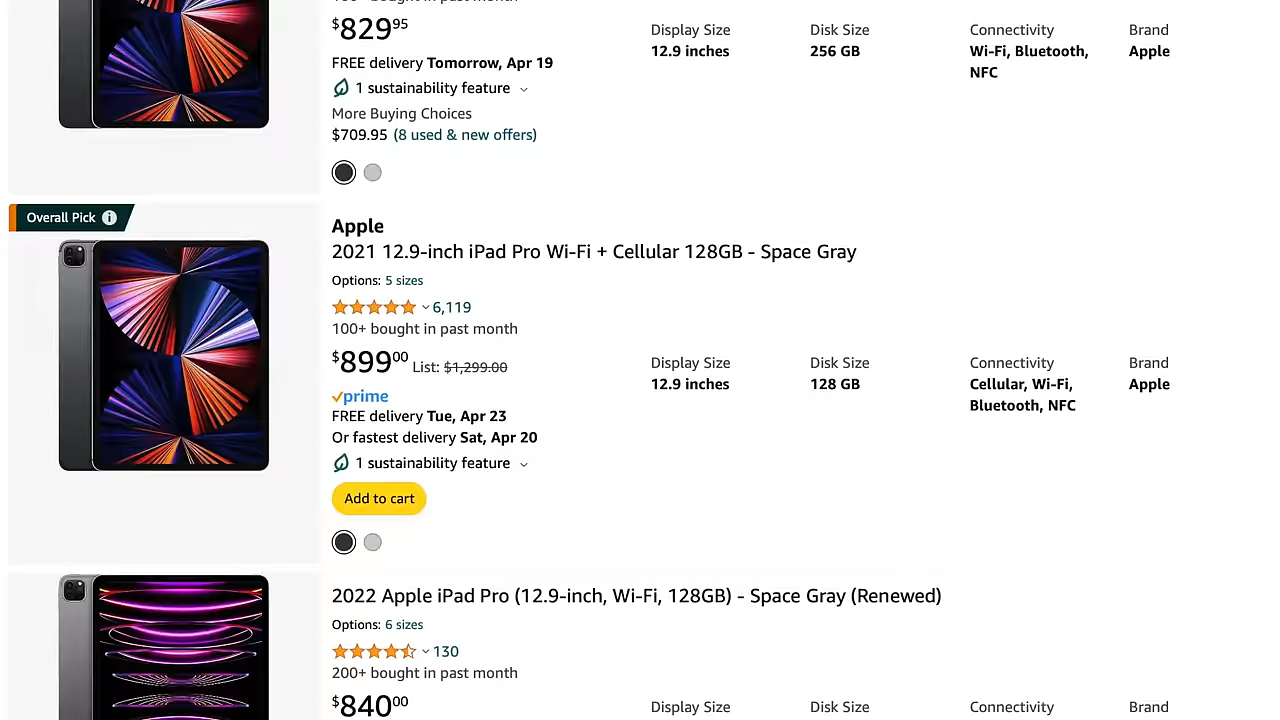 100+ bought in past month
$829.95
Display Size
12.9 inches
Disk Size
256 GB
Connectivity
Wi-Fi, Bluetooth,
NFC
Brand
Apple
FREE delivery Tomorrow, Apr 19
1 sustainability feature
More Buying Choices
$709.95 (8 used & new offers)
Overall Pick
Apple
2021 12.9-inch iPad Pro Wi-Fi + Cellular 128GB - Space Gray
Options: 5 sizes
6,119
100+ bought in past month
$899.00 List: $1,299.00
Display Size
12.9 inches
Disk Size
128 GB
Connectivity
Cellular, Wi-Fi,
Bluetooth, NFC
Brand
Apple
prime
FREE delivery Tue, Apr 23
Or fastest delivery Sat, Apr 20
1 sustainability feature
Add to cart
2022 Apple iPad Pro (12.9-inch, Wi-Fi, 128GB) - Space Gray (Renewed)
Options: 6 sizes
130
200+ bought in past month
$840.00
Display Size
Disk Size
Connectivity
Brand